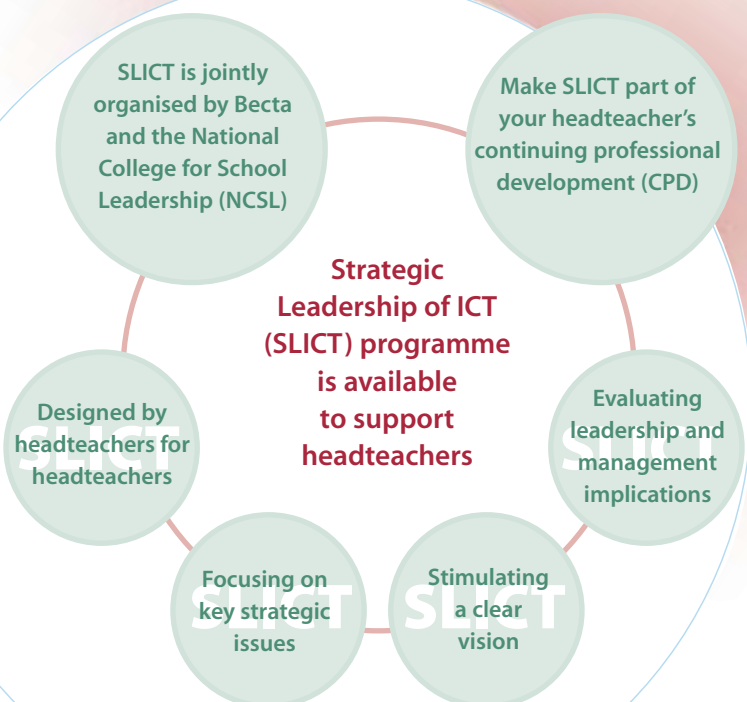 SLICT is jointly
organised by Becta
and the National
College for School
Leadership (NCSL)
Make SLICT part of
your headteacher's
continuing professional
development (CPD)
Strategic
Leadership of ICT
(SLICT) programme
is available
to support
headteachers
Designed by
headteachers for
headteachers
SLICT
Evaluating
leadership and
management
implications
SLICT
Focusing on
key strategic
issues
SLICT
Stimulating
a clear
vision
SLICT